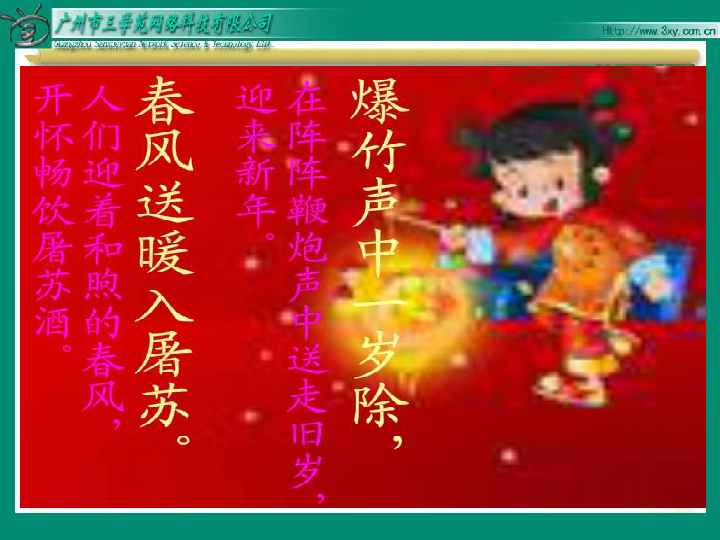 广州市三学苑网络科技有限公司
Guangzhou Sanxueyuan Network Science & Technology Ltd.
Http://www.3xy.com.cn
爆竹声中一岁除，
在阵阵鞭炮声中送走旧岁，
迎来新年。
春风送暖入屠苏。
人们迎着和煦的春风，
开怀畅饮屠苏酒。